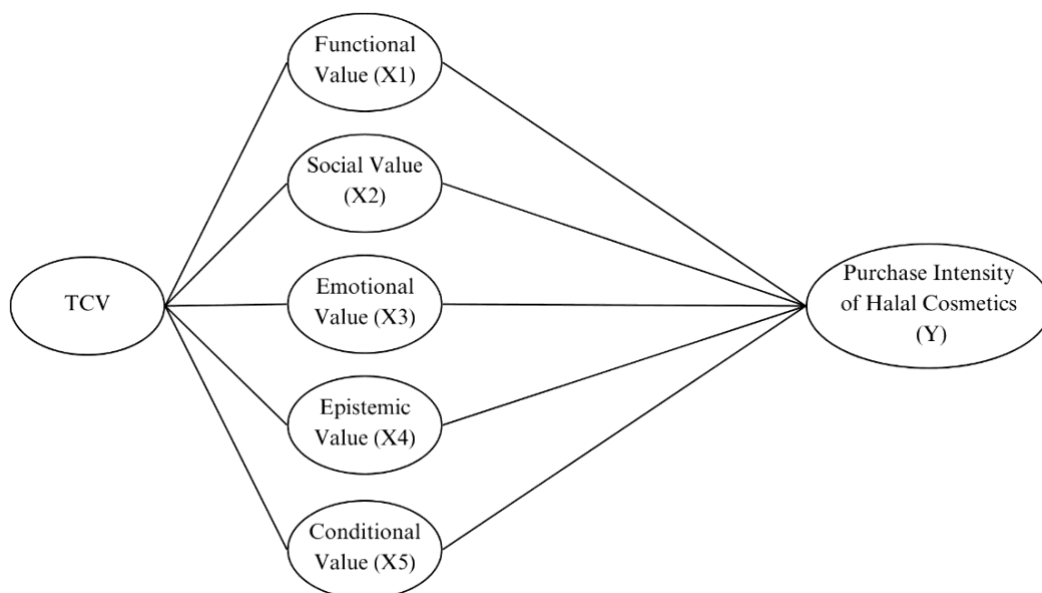 Functional
Value (X1)
Social Value
(X2)
TCV
Emotional
Value (X3)
Purchase Intensity
of Halal Cosmetics
(Y)
Epistemic
Value (X4)
Conditional
Value (X5)